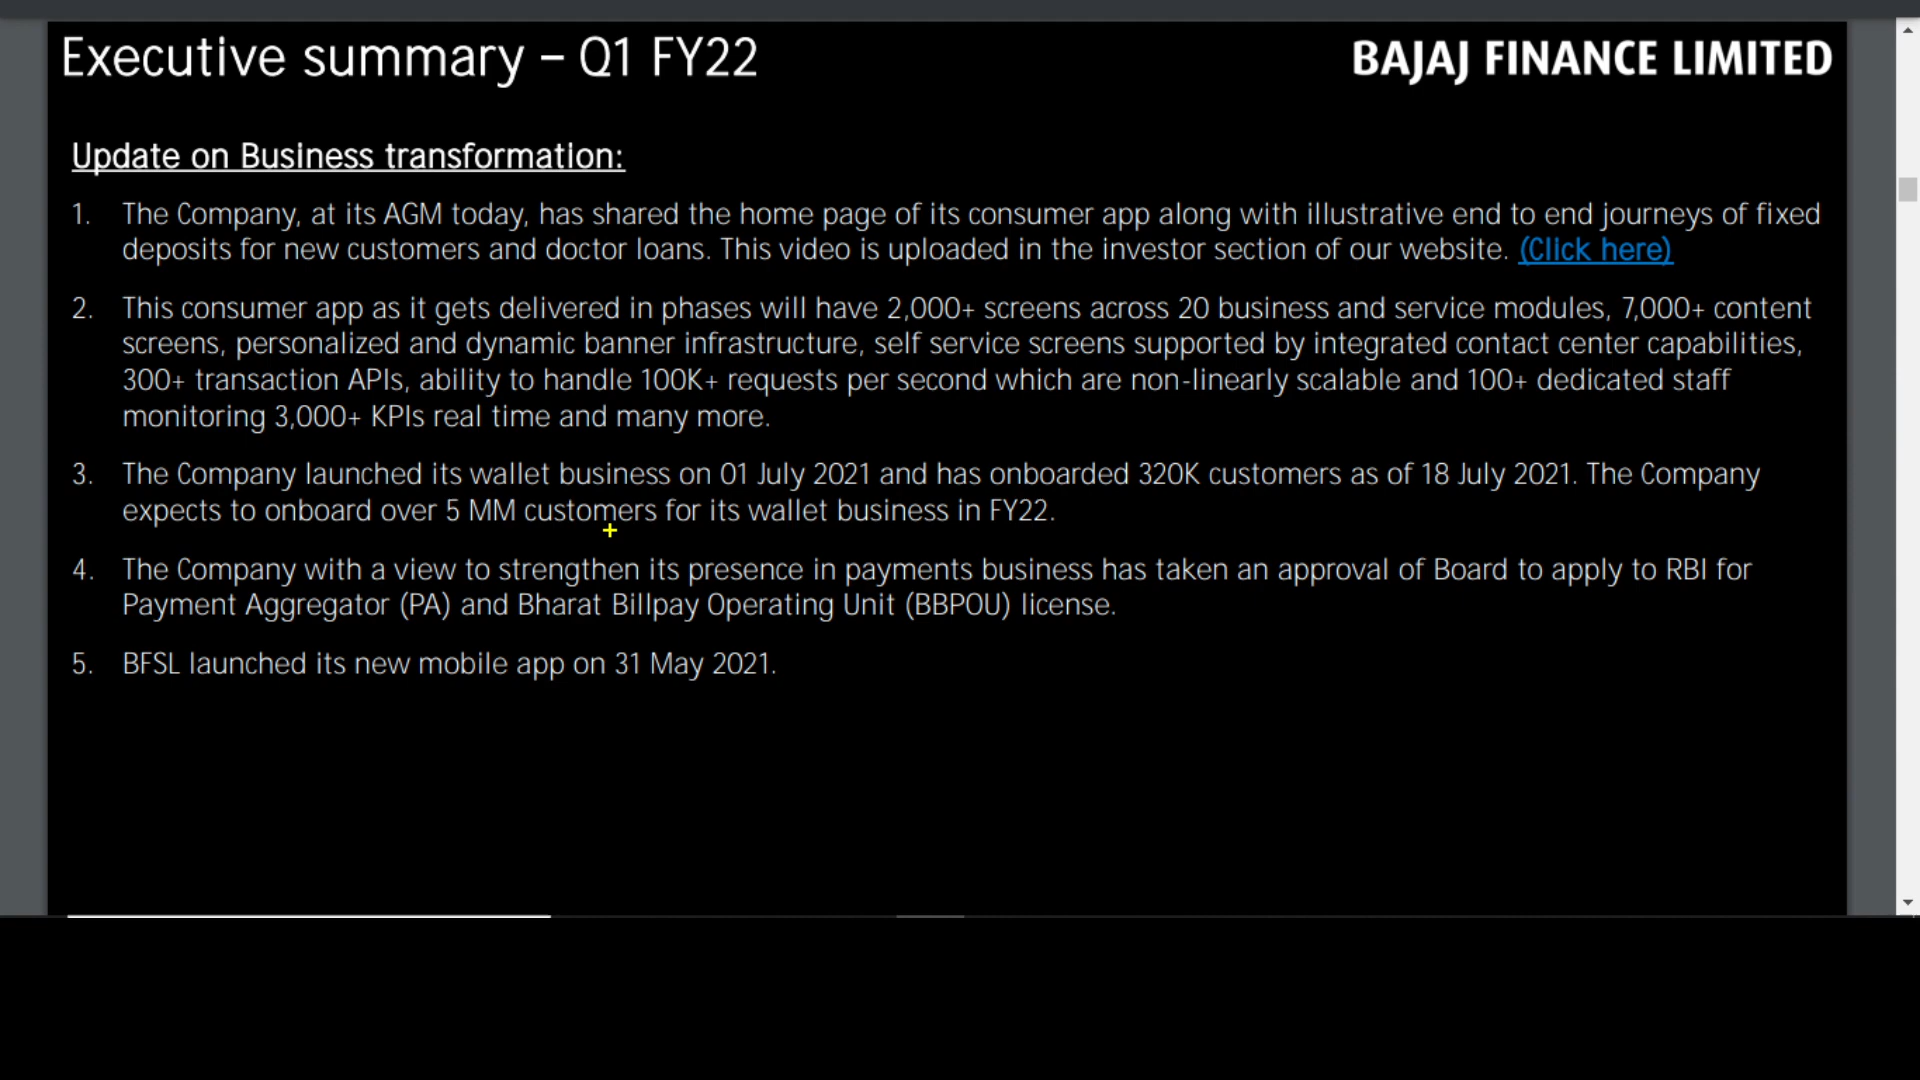 Executive summary – Q1 FY22
BAJAJ FINANCE LIMITED
Update on Business transformation:
1. The Company, at its AGM today, has shared the home page of its consumer app along with illustrative end to end journeys of fixed
deposits for new customers and doctor loans. This video is uploaded in the investor section of our website. (Click here)
2. This consumer app as it gets delivered in phases will have 2,000+ screens across 20 business and service modules, 7,000+ content
screens, personalized and dynamic banner infrastructure, self service screens supported by integrated contact center capabilities,
300+ transaction APIs, ability to handle 100K+ requests per second which are non-linearly scalable and 100+ dedicated staff
monitoring 3,000+ KPIs real time and many more.
3. The Company launched its wallet business on 01 July 2021 and has onboarded 320K customers as of 18 July 2021. The Company
expects to onboard over 5 MM customers for its wallet business in FY22.
4. The Company with a view to strengthen its presence in payments business has taken an approval of Board to apply to RBI for
Payment Aggregator (PA) and Bharat Billpay Operating Unit (BBPOU) license.
5. BFSL launched its new mobile app on 31 May 2021.